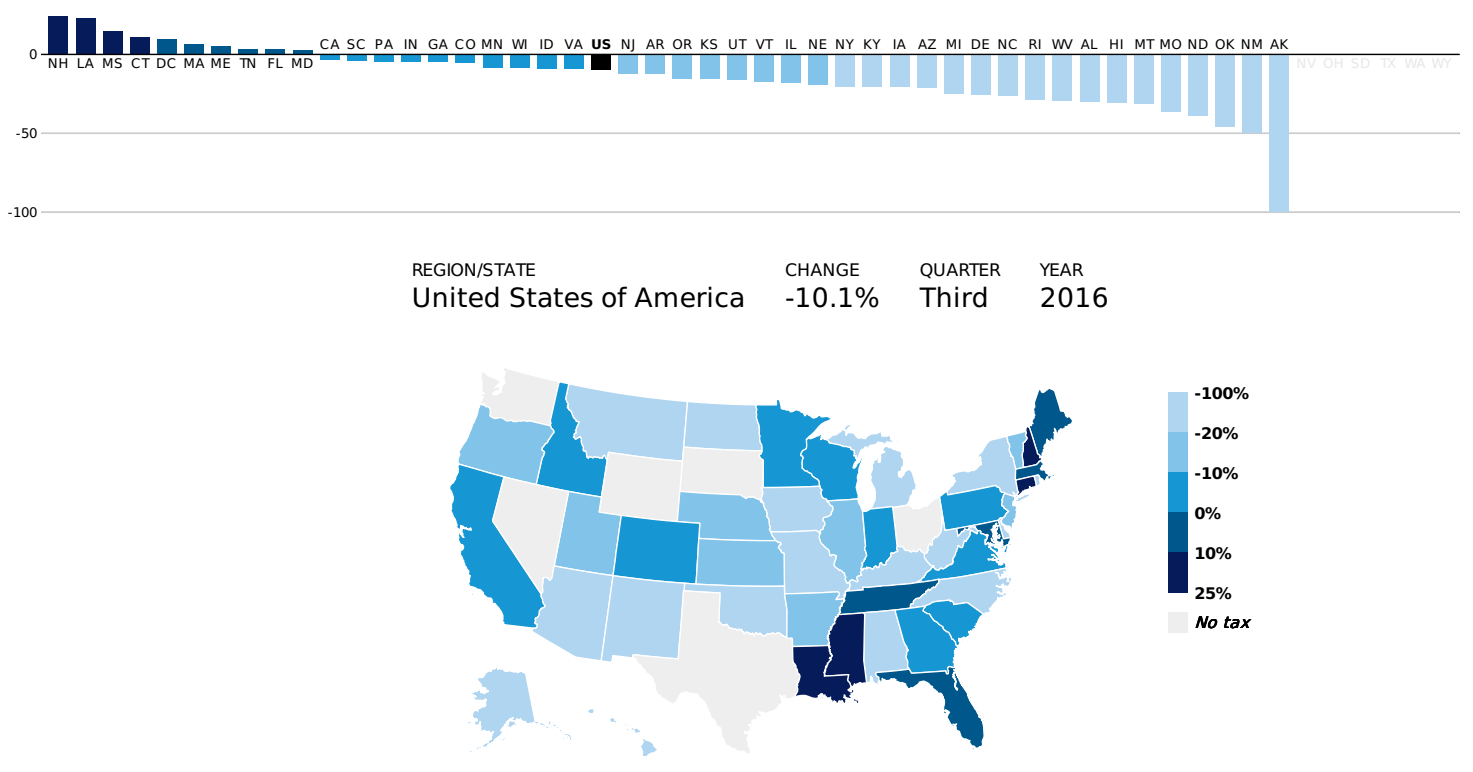 CA SC PA IN GA CO MN WI ID VA US NJ AR OR KS UT VT IL NE NY KY IA AZ MI DE NC RI WV AL HI MT MO ND OK NM AK
0
NH LA MS CT DC MA ME TN FL MD NV OH SD TX WA WY
-50
-100
REGION/STATE CHANGE QUARTER YEAR
United States of America -10.1% Third 2016
-100%
-20%
-10%
0%
10%
25%
No tax